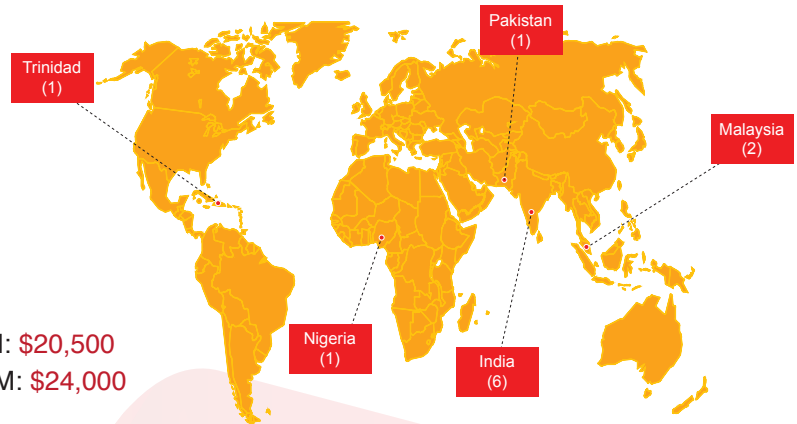 Pakistan
(1)
Trinidad
(1)
Malaysia
(2)
Nigeria
(1)
India
(6)
: $20,500
M: $24,000